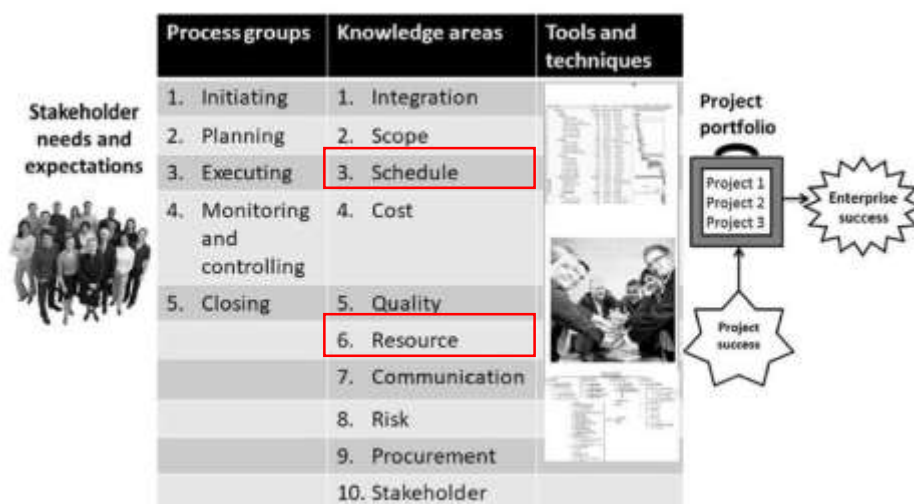 Stakeholder
needs and
expectations
Process groups
Knowledge areas
Tools and
techniques
1. Initiating
1. Integration
2. Planning
2. Scope
3. Executing
3. Schedule
4. Monitoring
and
controlling
4. Cost
5. Closing
5. Quality
6. Resource
7. Communication
8. Risk
9. Procurement
10. Stakeholder
Project
portfolio
Project 1
Project 2
Project 3
Enterprise
success
Project
success